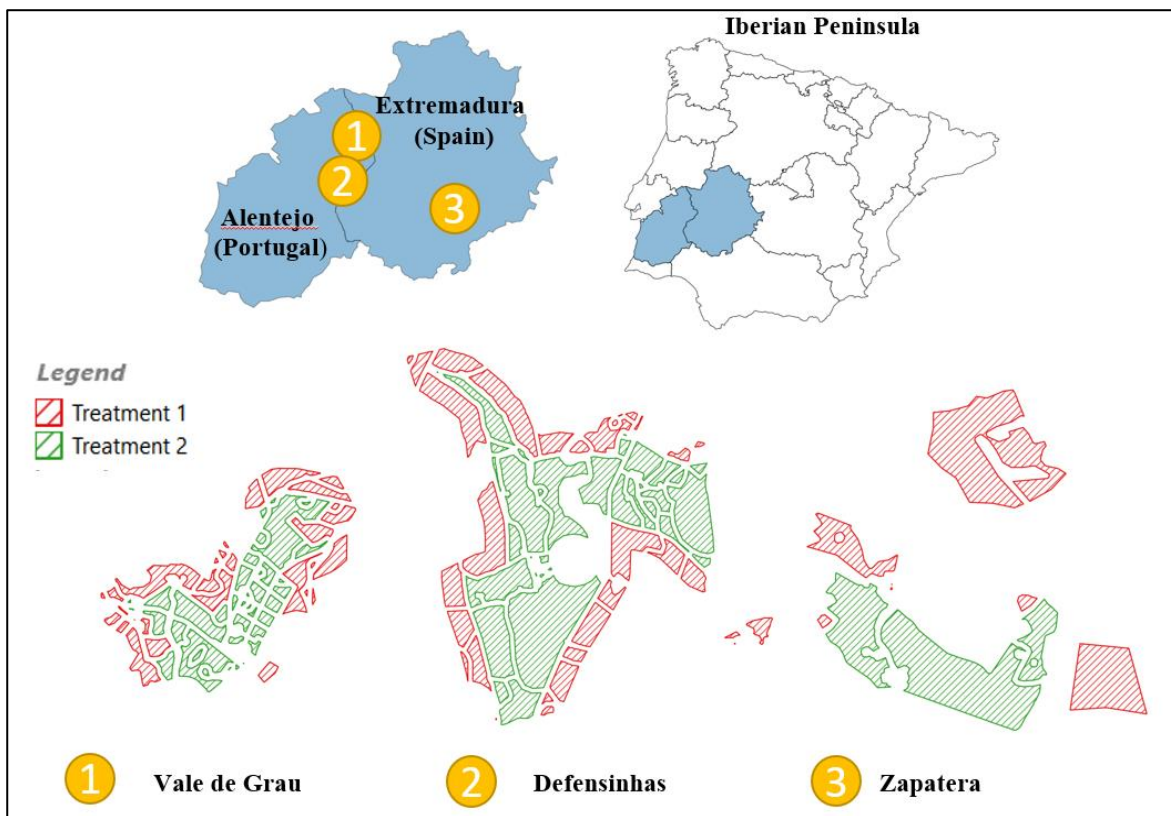 Iberian Peninsula
Extremadura
(Spain)
1
2
3
Alentejo
(Portugal)
Legend
Treatment 1
Treatment 2
1 Vale de Grau
2 Defensinhas
3 Zapatera